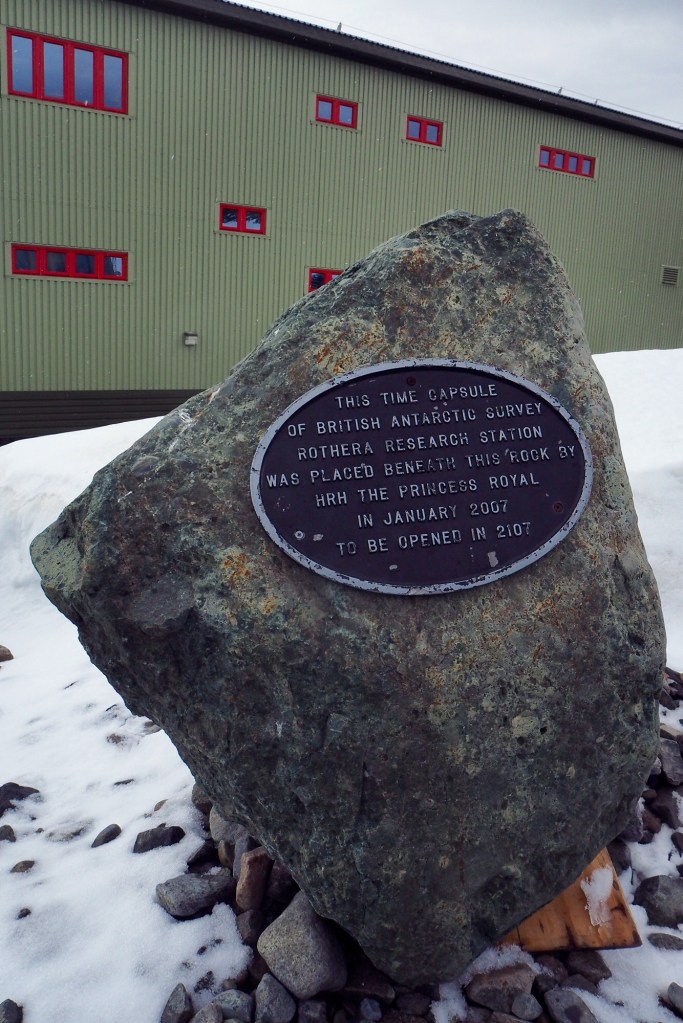 THIS TIME CAPSULE
OF BRITISH ANTARCTIC SURVEY
ROTHERA RESEARCH STATION
WAS PLACED BENEATH THIS ROCK BY
HRH THE PRINCESS ROYAL
IN JANUARY 2007
TO BE OPENED IN 2107